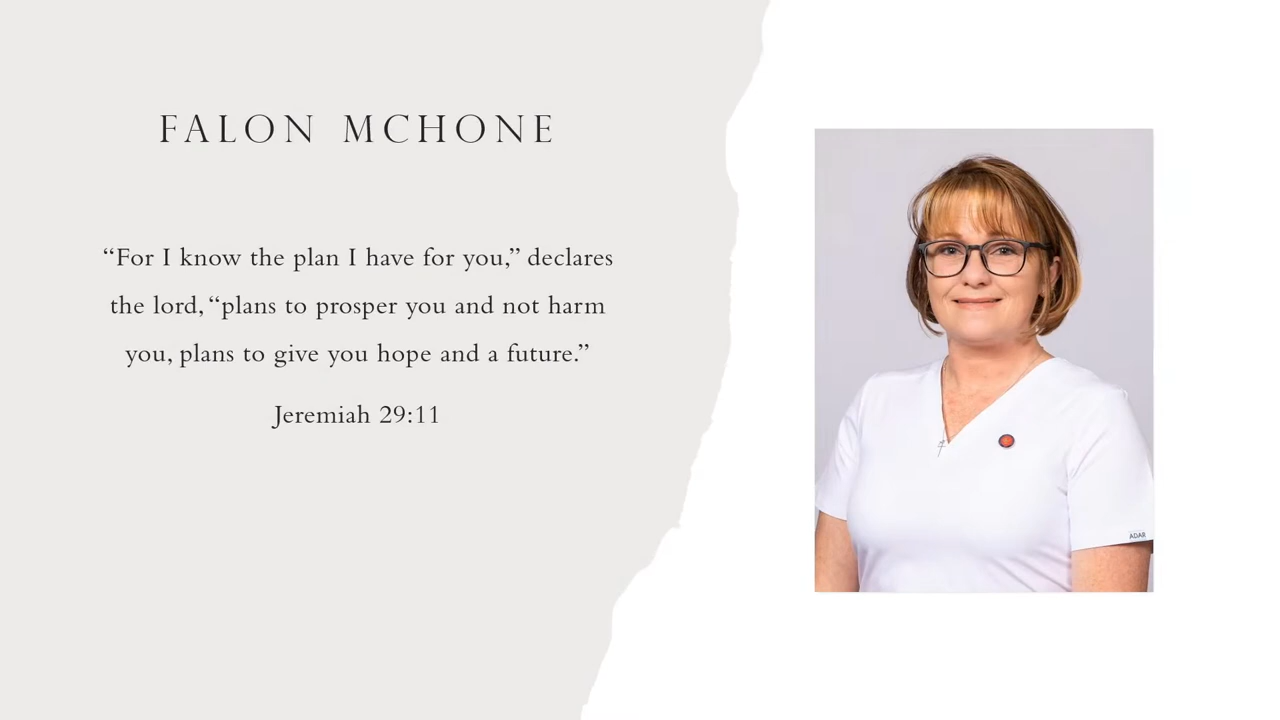 FALON MCHONE
“For I know the plan I have for you,” declares
the lord, “plans to prosper you and not harm
you, plans to give you hope and a future.”
Jeremiah 29:11
ADAR